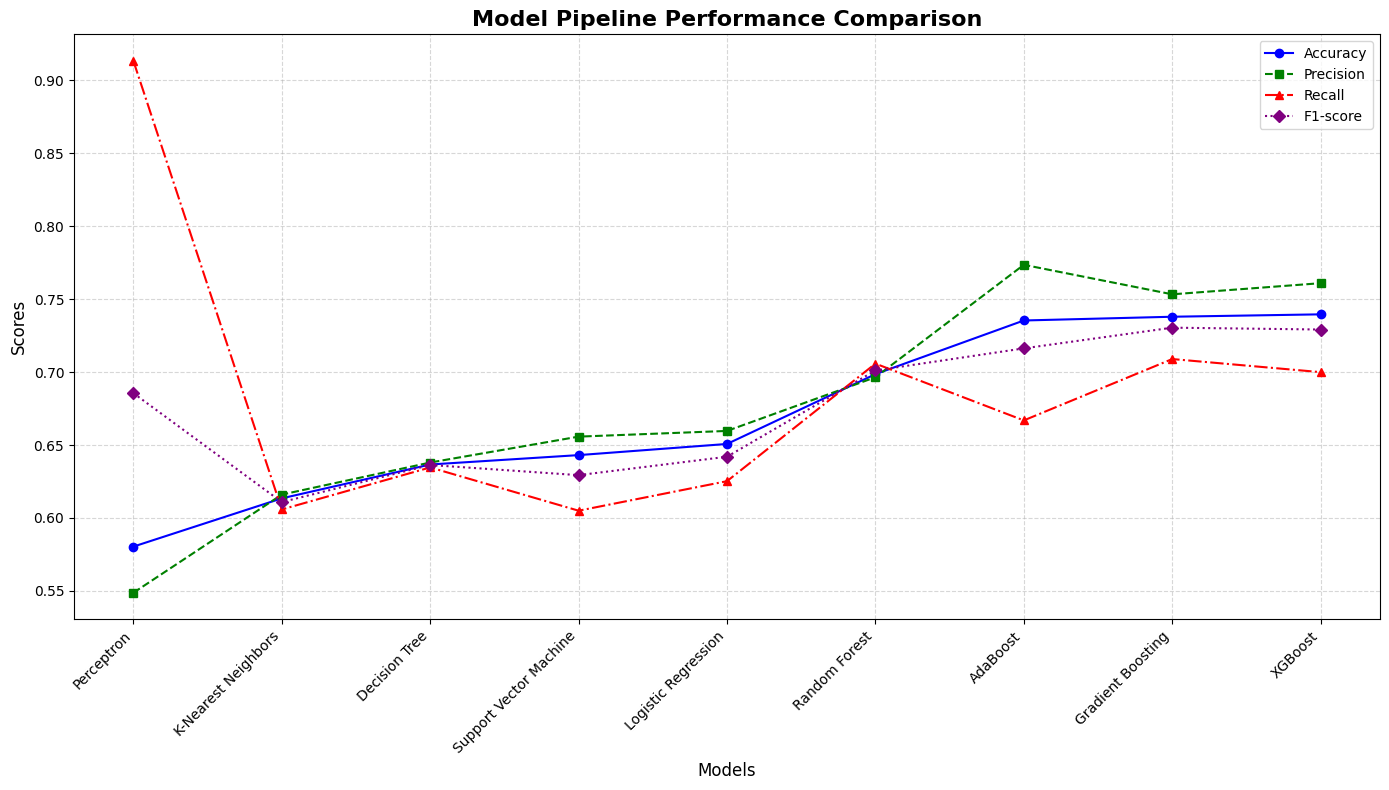 Model Pipeline Performance Comparison
Accuracy
Precision
Recall
F1-score
Scores
0.90
0.85
0.80
0.75
0.70
0.65
0.60
0.55
Perceptron
K-Nearest Neighbors
Decision Tree
Support Vector Machine
Logistic Regression
Random Forest
AdaBoost
Gradient Boosting
XGBoost
Models